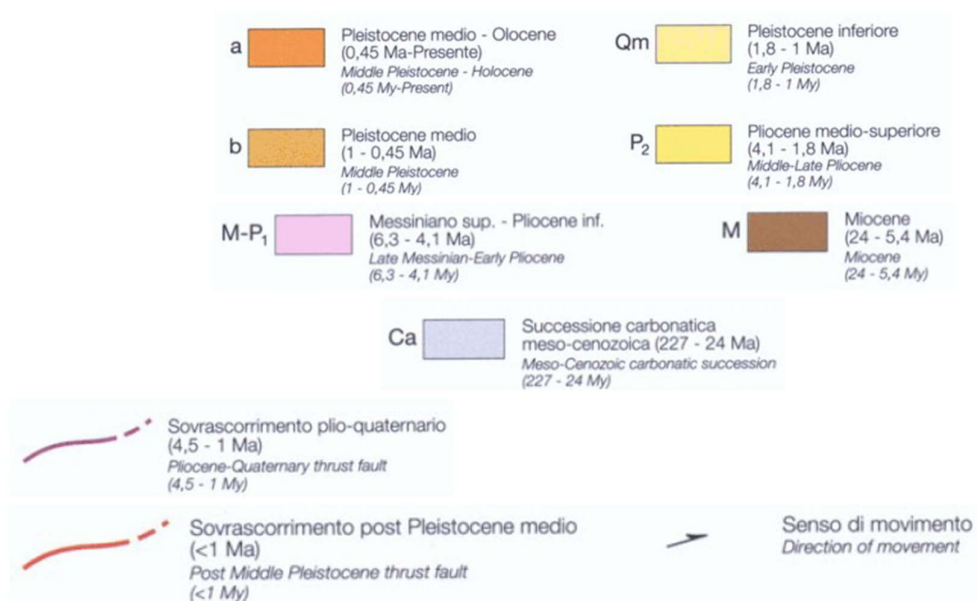 a
Pleistocene medio - Olocene
(0,45 Ma-Presente)
Middle Pleistocene - Holocene
(0,45 My-Present)
Qm
Pleistocene inferiore
(1,8 - 1 Ma)
Early Pleistocene
(1,8 - 1 My)
b
Pleistocene medio
(1 - 0,45 Ma)
Middle Pleistocene
(1 - 0,45 My)
P2
Pliocene medio-superiore
(4,1 - 1,8 Ma)
Middle-Late Pliocene
(4,1 - 1,8 My)
M-P1
Messiniano sup. - Pliocene inf.
(6,3 - 4,1 Ma)
Late Messinian-Early Pliocene
(6,3 - 4,1 My)
M
Miocene
(24 - 5,4 Ma)
Miocene
(24 - 5,4 My)
Ca
Successione carbonatica
meso-cenozoica (227 - 24 Ma)
Meso-Cenozoic carbonatic succession
(227 - 24 My)
Sovrascorrimento plio-quaternario
(4,5 - 1 Ma)
Pliocene-Quaternary thrust fault
(4,5 - 1 My)
Sovrascorrimento post Pleistocene medio
(<1 Ma)
Post Middle Pleistocene thrust fault
(<1 My)
Senso di movimento
Direction of movement